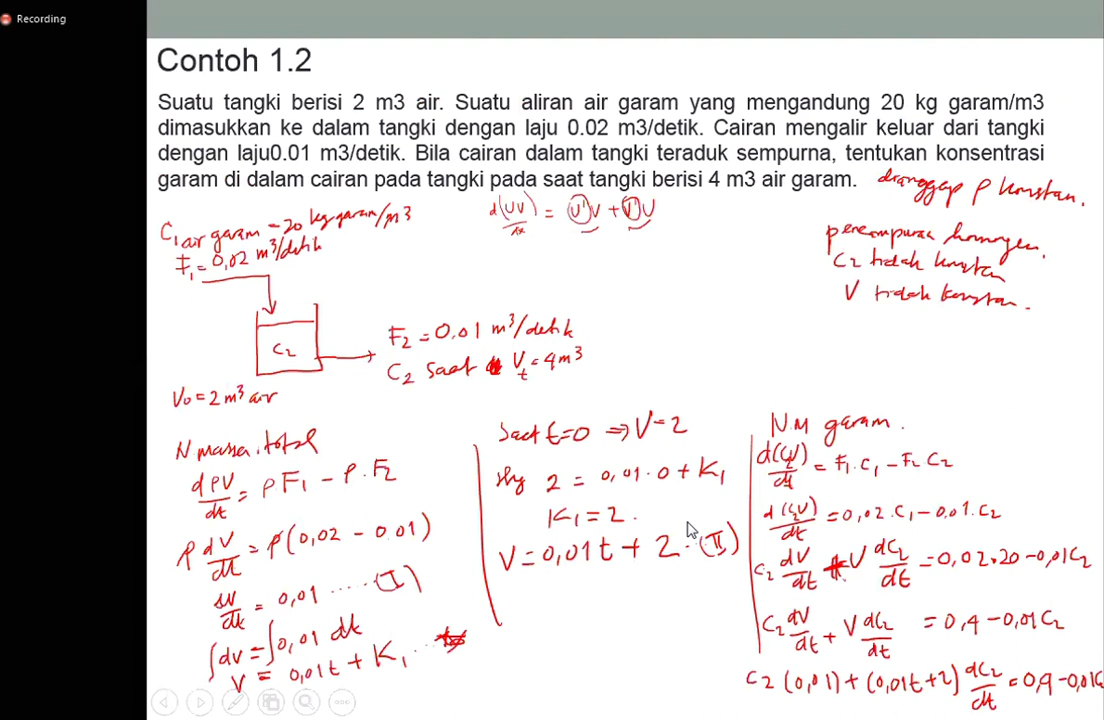 Recording
Contoh 1.2
Suatu tangki berisi 2 m3 air. Suatu aliran air garam yang mengandung 20 kg garam/m3
dimasukkan ke dalam tangki dengan laju 0.02 m3/detik. Cairan mengalir keluar dari tangki
dengan laju0.01 m3/detik. Bila cairan dalam tangki teraduk sempurna, tentukan konsentrasi
garam di dalam cairan pada tangki pada saat tangki berisi 4 m3 air garam.
dianggap ρ konstan.
d(UV)/dx = U'V + V'U
pencampuran homogen.
C2 tidak konstan
V tidak konstan.
C1 air garam = 20 kg garam/m³
F1 = 0,02 m³/detik
C2
F2 = 0.01 m³/detik
C2 saat Vt = 4m³
V0 = 2 m³ air
N massa total
dρV/dt = ρF1 - ρ.F2
ρ dV/dt = ρ(0,02 - 0.01)
dV/dt = 0,01 .... (I)
∫dv = ∫0,01 dt
V = 0,01t + K1 ...
Saat t=0 ⇒ V=2
Shg 2 = 0,01.0 + K1
K1 = 2.
V = 0,01t + 2 .. (II)
N.M garam.
d(C2V)/dt = F1.C1 - F2 C2
d(C2V)/dt = 0,02.C1 - 0.01.C2
C2 dV/dt + V dC2/dt = 0,02.20 - 0,01C2
C2 dV/dt + V dC2/dt = 0,4 - 0,01C2
C2 (0,01) + (0,01t+2) dC2/dt = 0,4 - 0,01C